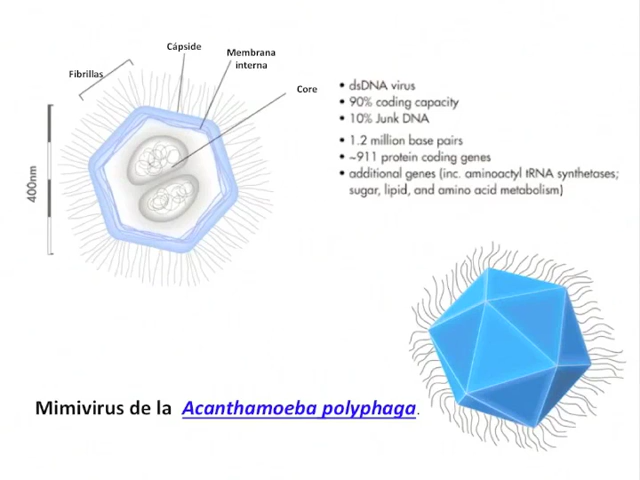 Cápside
Membrana
interna
Fibrillas
Core
400nm
• dsDNA virus
• 90% coding capacity
• 10% Junk DNA
• 1.2 million base pairs
• ~911 protein coding genes
• additional genes (inc. aminoactyl tRNA synthetases;
sugar, lipid, and amino acid metabolism)
Mimivirus de la Acanthamoeba polyphaga.